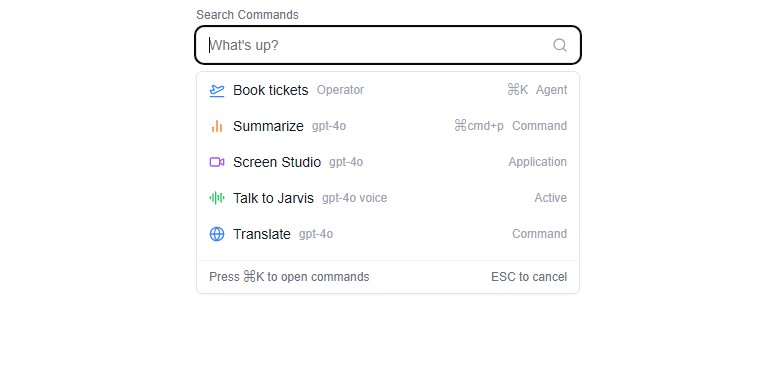 Search Commands
What's up?
Book tickets Operator ⌘K Agent
Summarize gpt-4o ⌘cmd+p Command
Screen Studio gpt-4o Application
Talk to Jarvis gpt-4o voice Active
Translate gpt-4o Command
Press ⌘K to open commands ESC to cancel